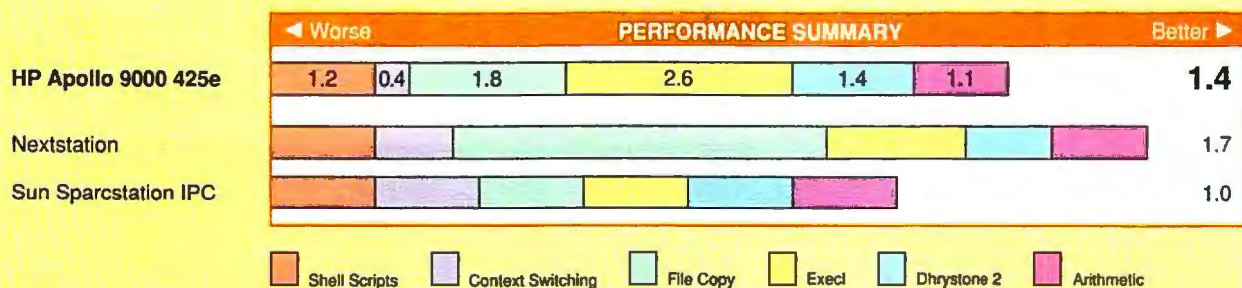 ◄ Worse PERFORMANCE SUMMARY Better ►
HP Apollo 9000 425e 1.2 0.4 1.8 2.6 1.4 1.1 1.4
Nextstation 1.7
Sun Sparcstation IPC 1.0
Shell Scripts Context Switching File Copy Execl Dhrystone 2 Arithmetic